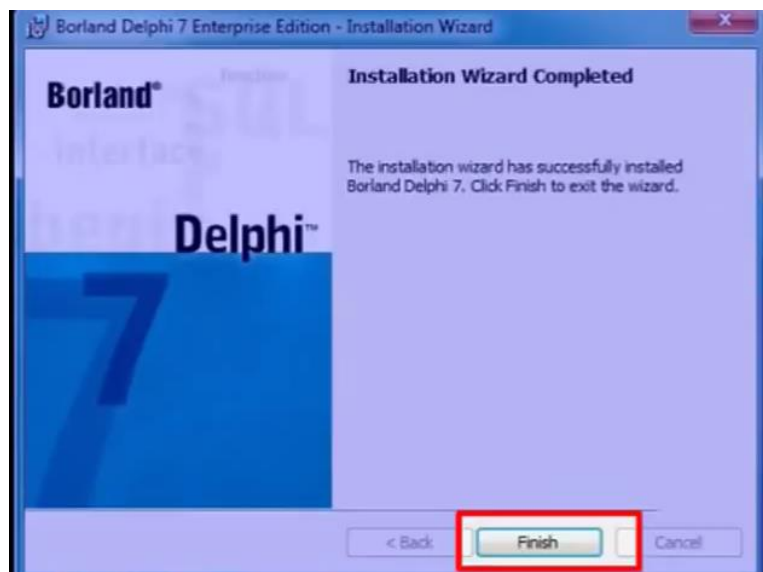 Borland Delphi 7 Enterprise Edition - Installation Wizard
Borland®
Installation Wizard Completed
The installation wizard has successfully installed
Borland Delphi 7. Click Finish to exit the wizard.
interface
Delphi™
7
< Back
Finish
Cancel